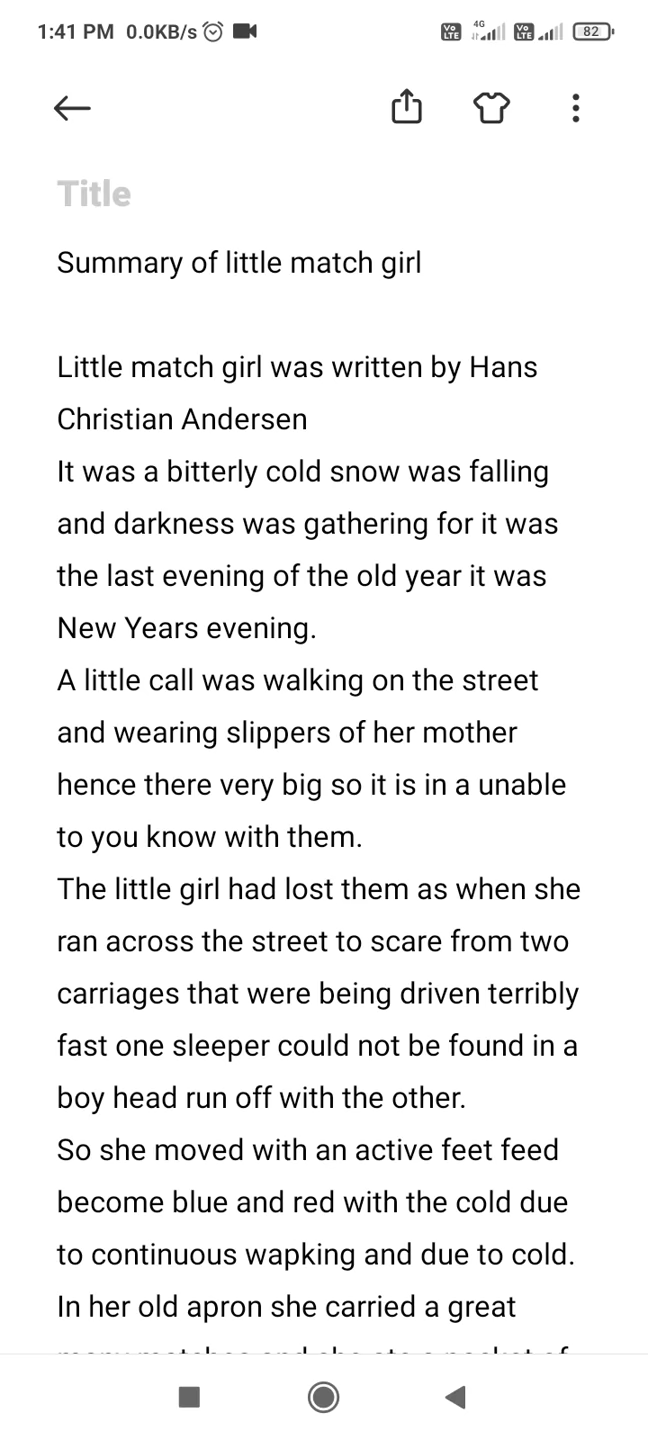 1:41 PM 0.0KB/s 4G 82
Title
Summary of little match girl
Little match girl was written by Hans
Christian Andersen
It was a bitterly cold snow was falling
and darkness was gathering for it was
the last evening of the old year it was
New Years evening.
A little call was walking on the street
and wearing slippers of her mother
hence there very big so it is in a unable
to you know with them.
The little girl had lost them as when she
ran across the street to scare from two
carriages that were being driven terribly
fast one sleeper could not be found in a
boy head run off with the other.
So she moved with an active feet feed
become blue and red with the cold due
to continuous wapking and due to cold.
In her old apron she carried a great